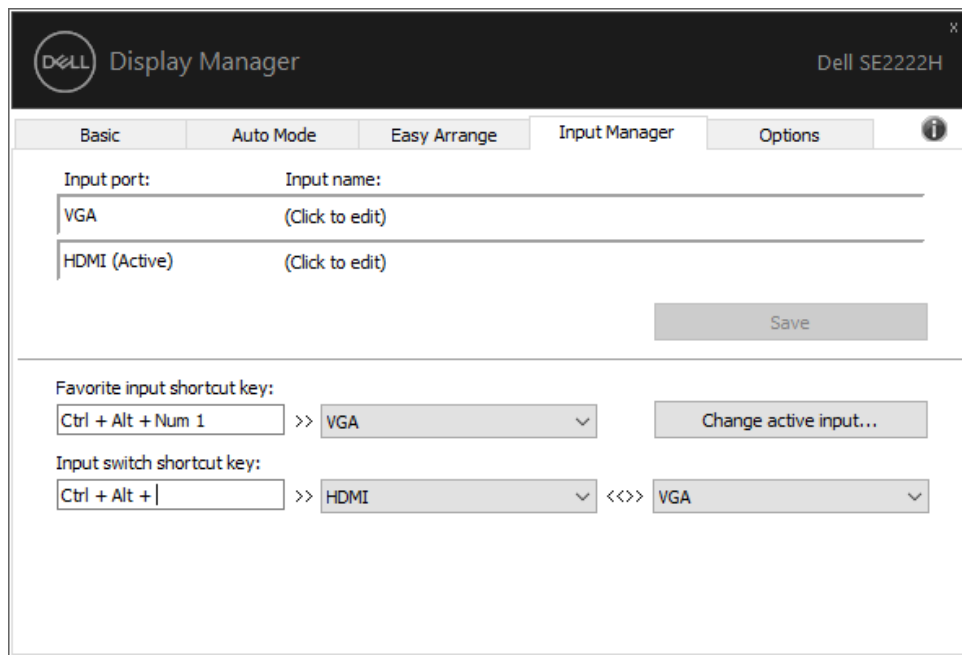 DELL Display Manager Dell SE2222H x
Basic Auto Mode Easy Arrange Input Manager Options i
Input port: Input name:
VGA (Click to edit)
HDMI (Active) (Click to edit)
Save
Favorite input shortcut key:
Ctrl + Alt + Num 1 >> VGA Change active input...
Input switch shortcut key:
Ctrl + Alt + >> HDMI <<>> VGA